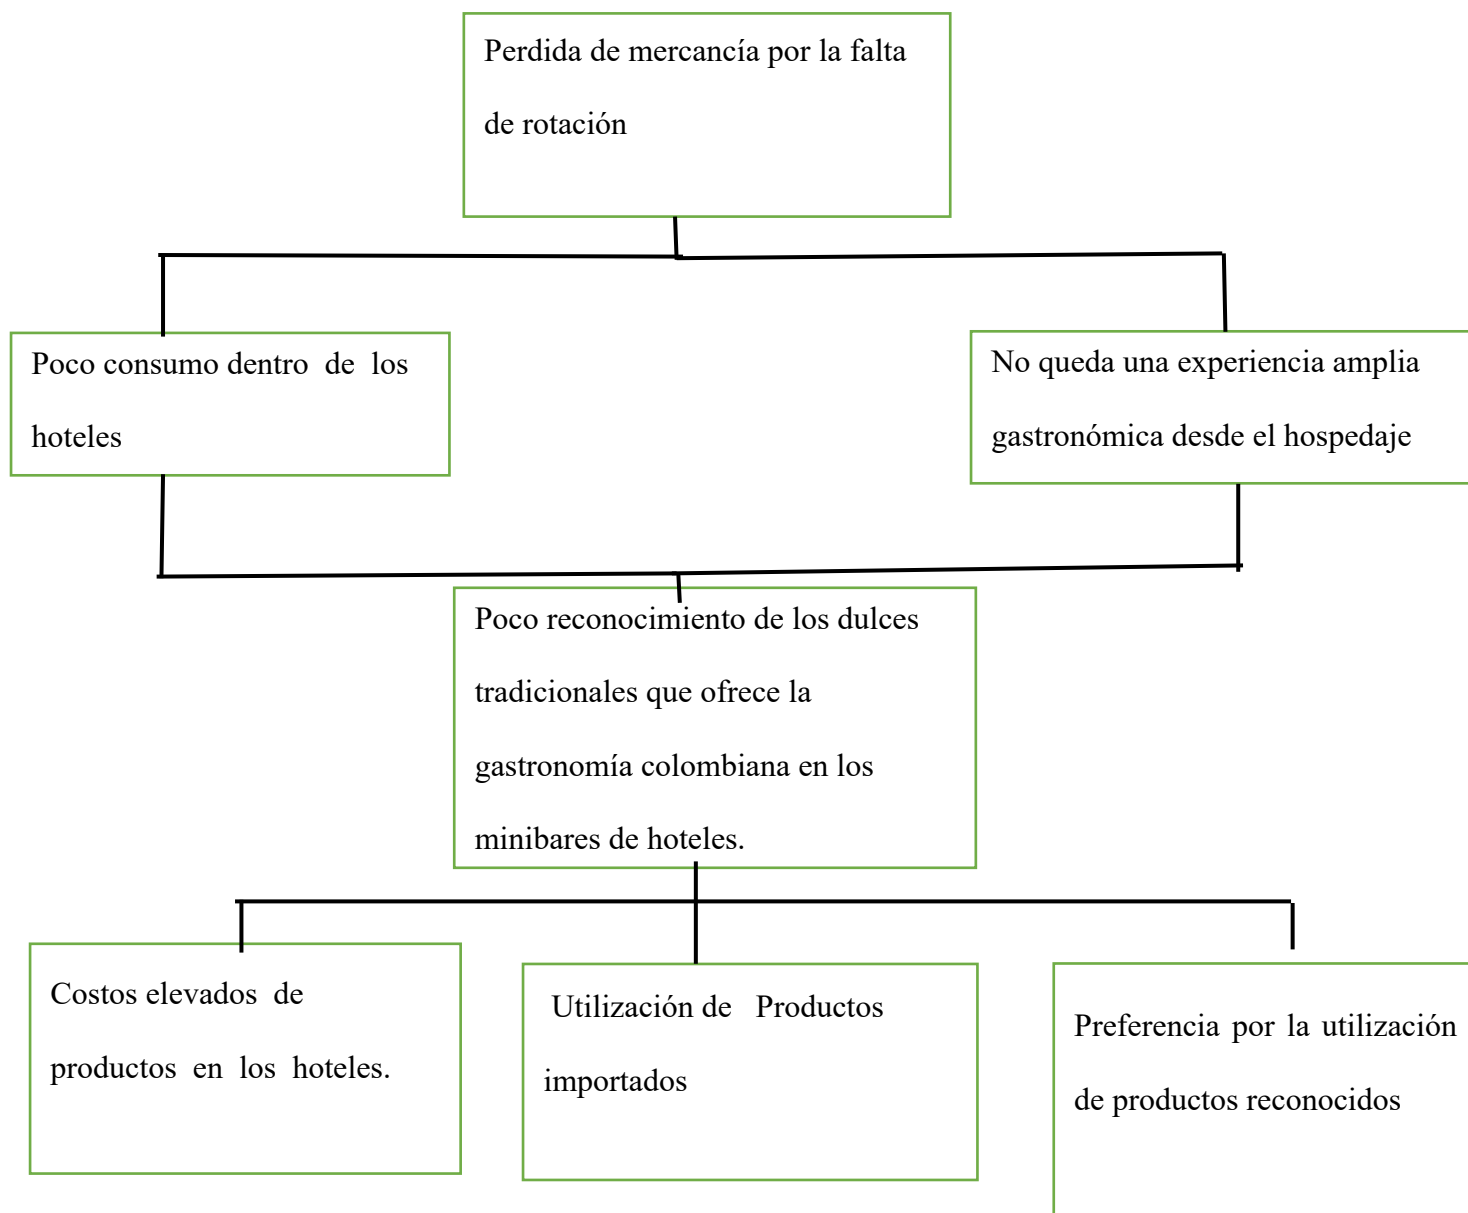 Perdida de mercancía por la falta
de rotación
Poco consumo dentro de los
hoteles
No queda una experiencia amplia
gastronómica desde el hospedaje
Poco reconocimiento de los dulces
tradicionales que ofrece la
gastronomía colombiana en los
minibares de hoteles.
Costos elevados de
productos en los hoteles.
Utilización de Productos
importados
Preferencia por la utilización
de productos reconocidos